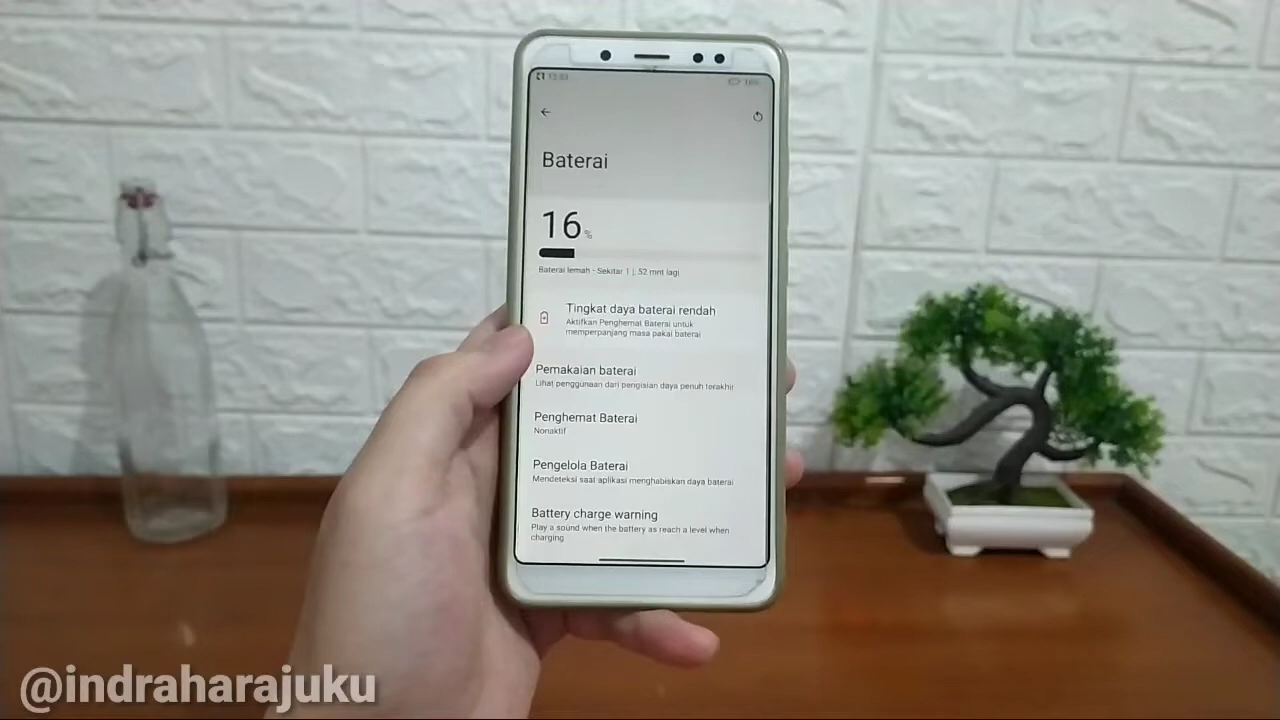 Baterai
16 %
Baterai lemah - Sekitar 1 j, 52 mnt lagi
Tingkat daya baterai rendah
Aktifkan Penghemat Baterai untuk
memperpanjang masa pakai baterai
Pemakaian baterai
Lihat penggunaan dari pengisian daya penuh terakhir
Penghemat Baterai
Nonaktif
Pengelola Baterai
Mendeteksi saat aplikasi menghabiskan daya baterai
Battery charge warning
Play a sound when the battery as reach a level when
charging
@indraharajuku